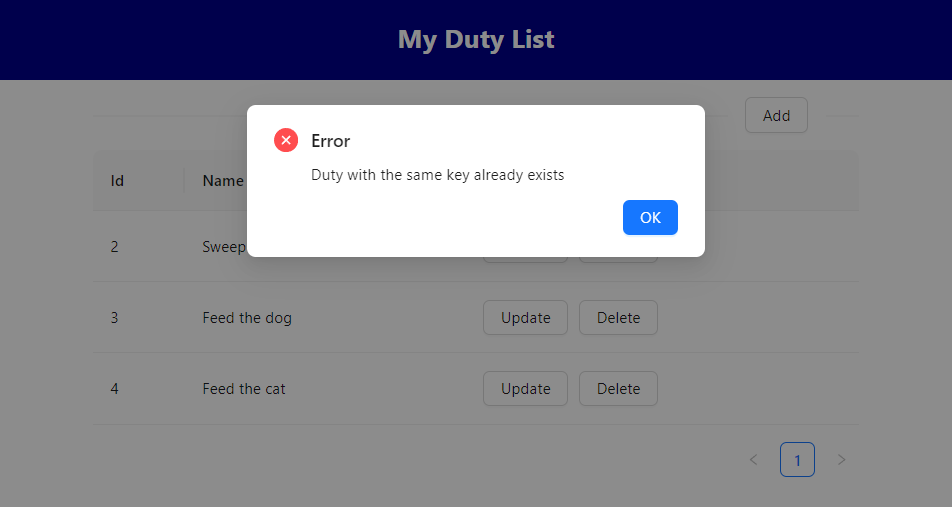 My Duty List
Add
Error
Duty with the same key already exists
OK
Id Name
2 Sweep
3 Feed the dog Update Delete
4 Feed the cat Update Delete
< 1 >